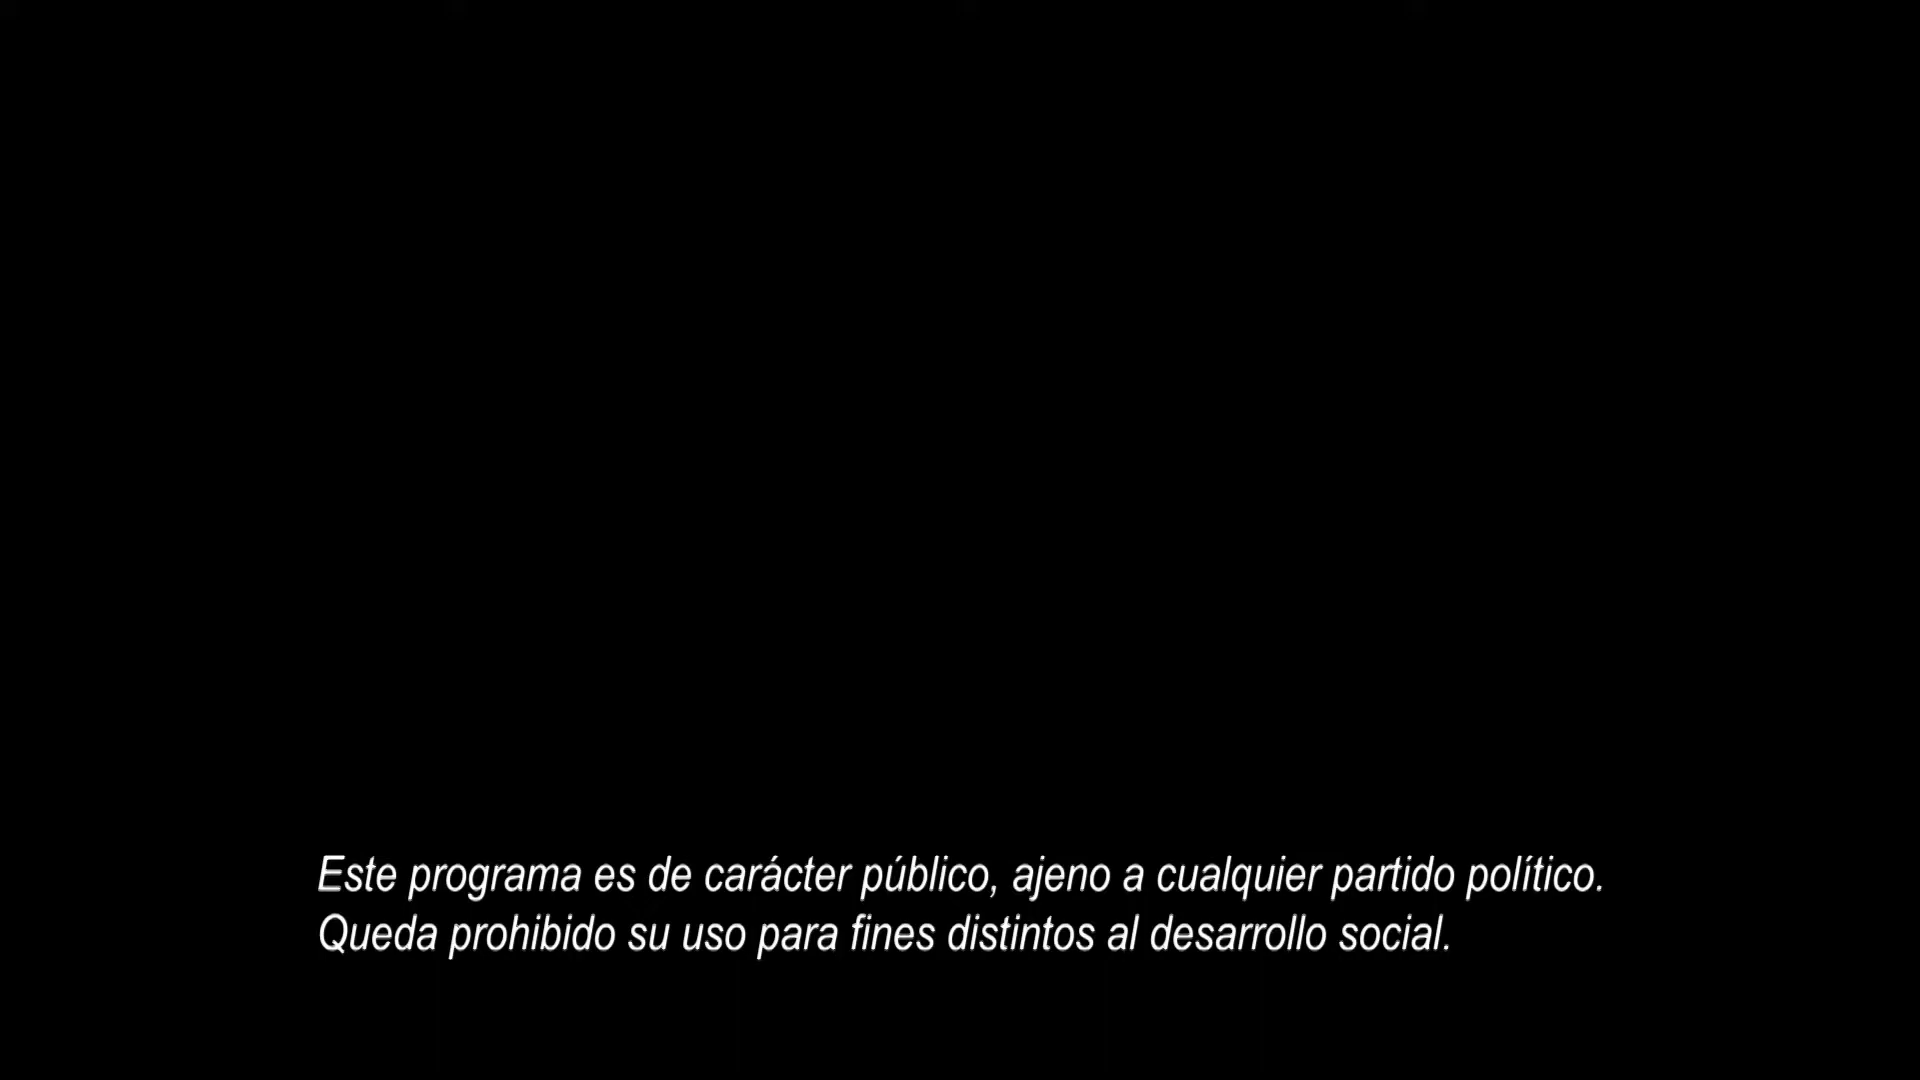 Este programa es de carácter público, ajeno a cualquier partido político.
Queda prohibido su uso para fines distintos al desarrollo social.